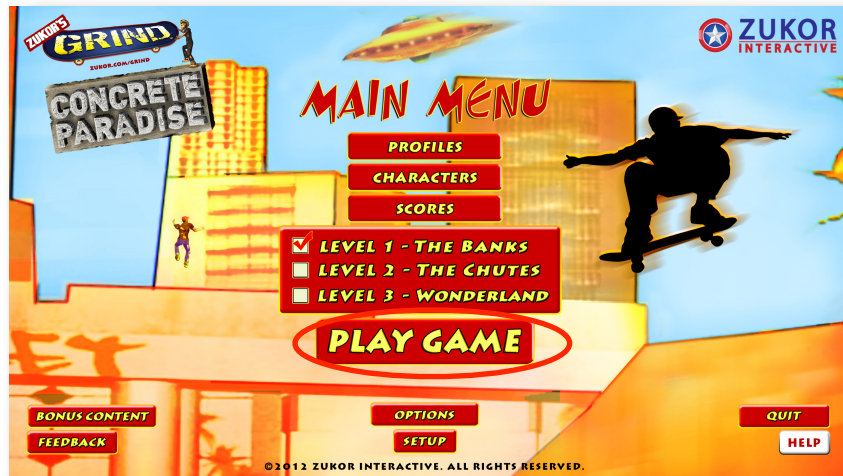 ZUKOR'S
GRIND
ZUKOR.COM/GRIND
CONCRETE
PARADISE
ZUKOR
INTERACTIVE
MAIN MENU
PROFILES
CHARACTERS
SCORES
LEVEL 1 - THE BANKS
LEVEL 2 - THE CHUTES
LEVEL 3 - WONDERLAND
PLAY GAME
ET
BONUS CONTENT
OPTIONS
QUIT
FEEDBACK
SETUP
HELP
©2012 ZUKOR INTERACTIVE. ALL RIGHTS RESERVED.